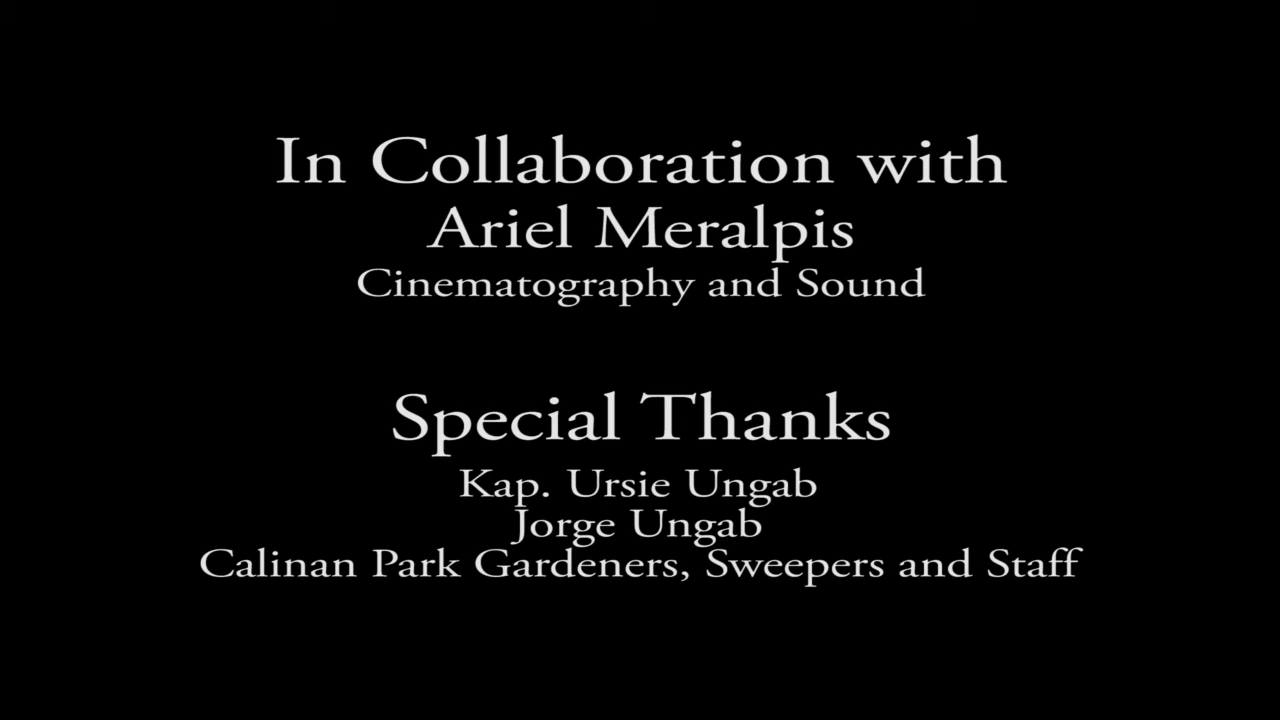 In Collaboration with
Ariel Meralpis
Cinematography and Sound
Special Thanks
Kap. Ursie Ungab
Jorge Ungab
Calinan Park Gardeners, Sweepers and Staff